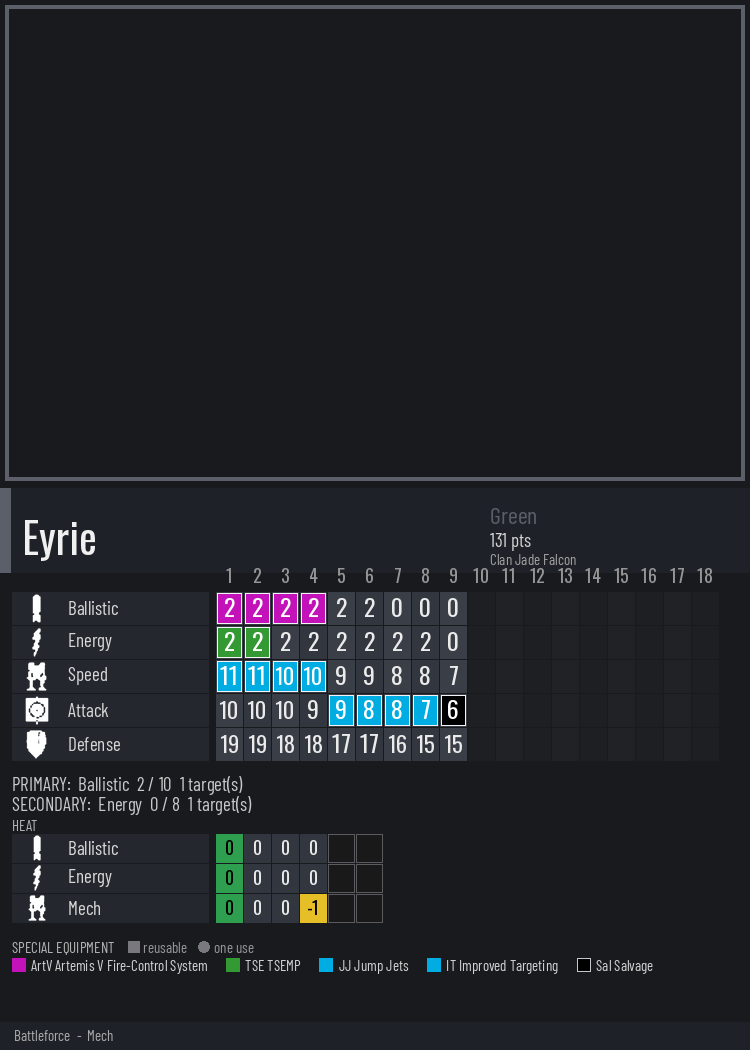 Eyrie
Green
131 pts
Clan Jade Falcon
1 2 3 4 5 6 7 8 9 10 11 12 13 14 15 16 17 18
Ballistic 2 2 2 2 2 2 0 0 0
Energy 2 2 2 2 2 2 2 2 0
Speed 11 11 10 10 9 9 8 8 7
Attack 10 10 10 9 9 8 8 7 6
Defense 19 19 18 18 17 17 16 15 15
PRIMARY: Ballistic 2 / 10 1 target(s)
SECONDARY: Energy 0 / 8 1 target(s)
HEAT
Ballistic 0 0 0 0
Energy 0 0 0 0
Mech 0 0 0 -1
SPECIAL EQUIPMENT reusable one use
ArtV Artemis V Fire-Control System TSE TSEMP JJ Jump Jets IT Improved Targeting Sal Salvage
Battleforce - Mech